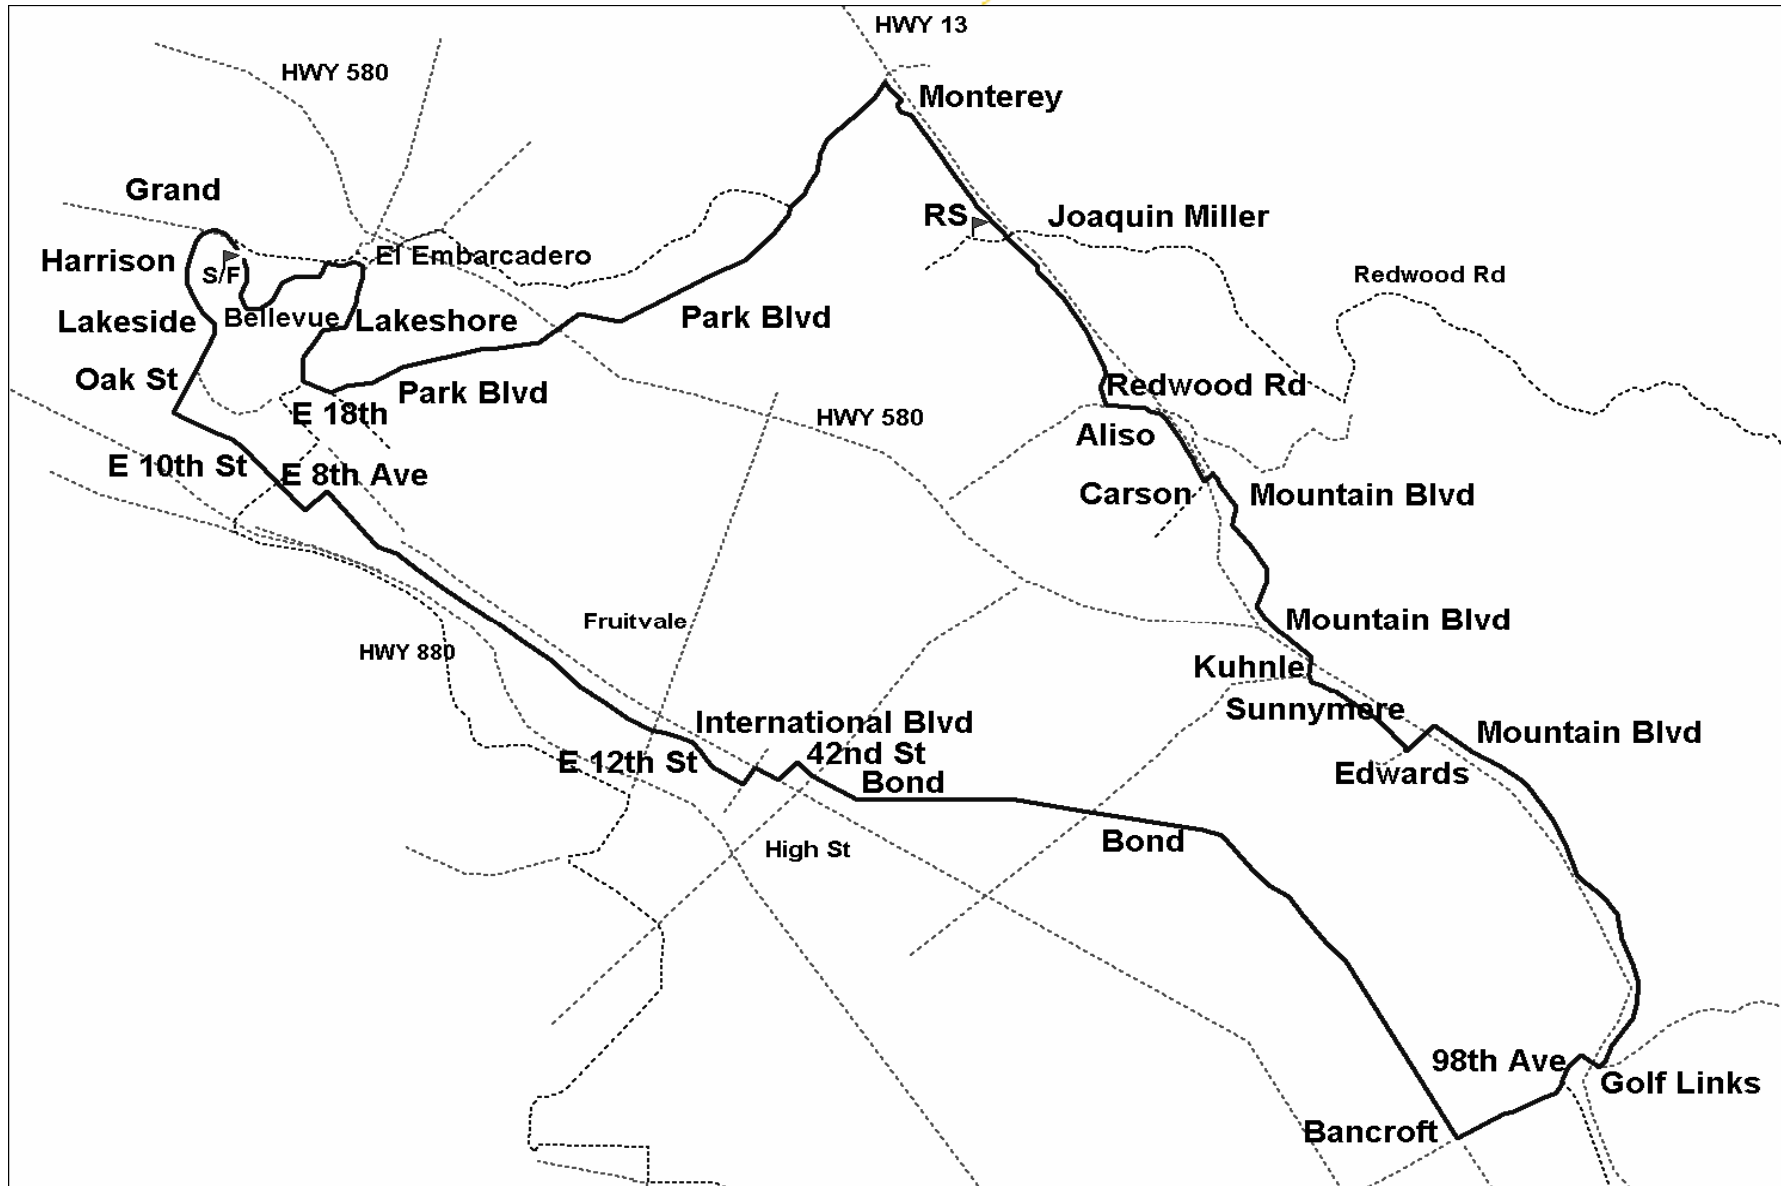 HWY 13
HWY 580
Monterey
Grand
RS
Joaquin Miller
Harrison
S/F
El Embarcadero
Redwood Rd
Lakeside
Bellevue
Lakeshore
Park Blvd
Oak St
Park Blvd
Redwood Rd
E 18th
HWY 580
Aliso
E 10th St
E 8th Ave
Carson
Mountain Blvd
Fruitvale
Mountain Blvd
HWY 880
Kuhnle
Sunnymere
International Blvd
Mountain Blvd
42nd St
E 12th St
Edwards
Bond
Bond
High St
98th Ave
Golf Links
Bancroft